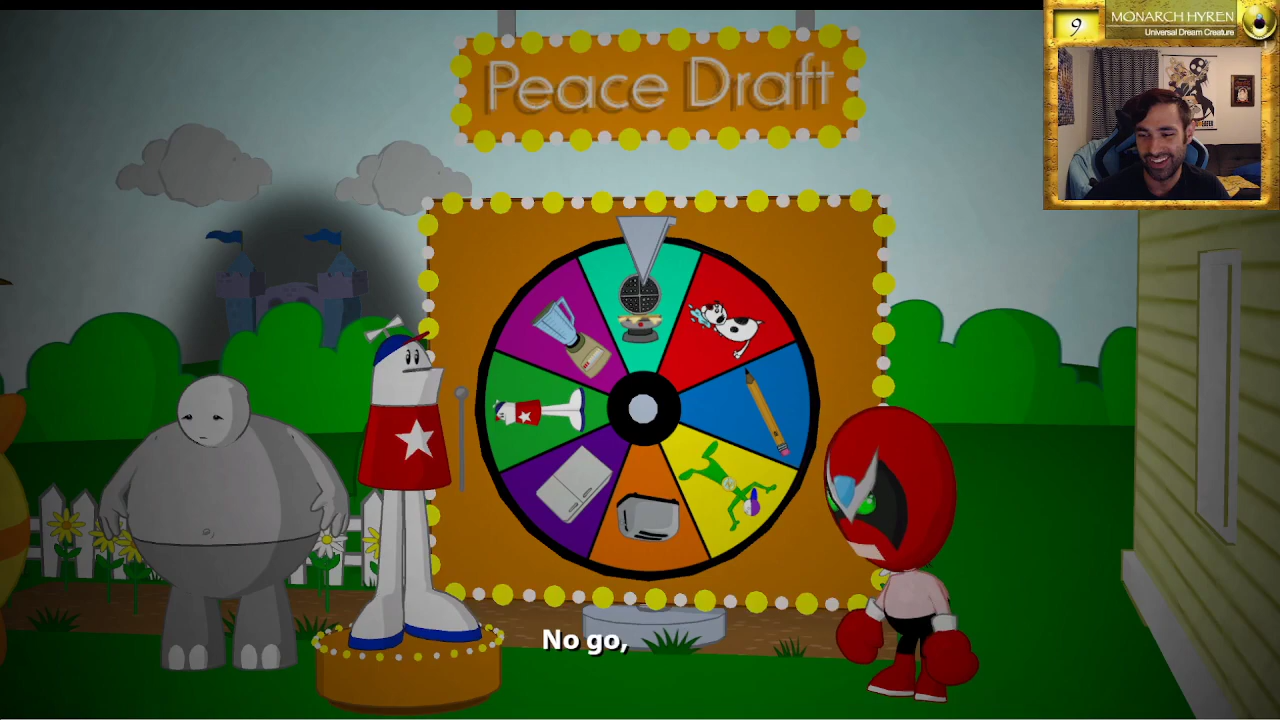 Peace Draft
9
MONARCH HYREN
Universal Dream Creature
No go,